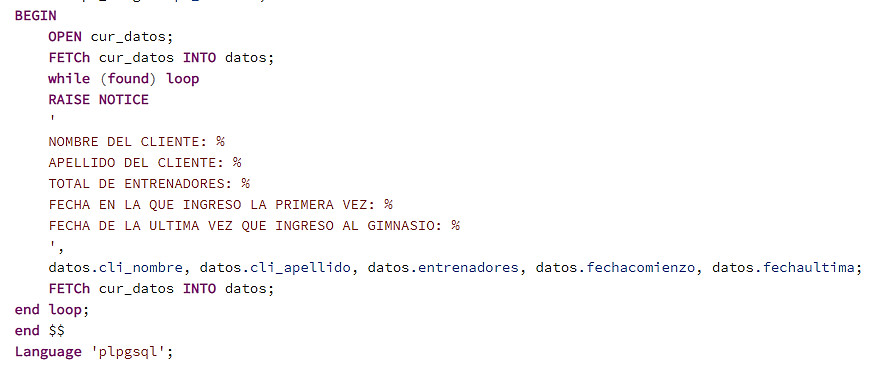 BEGIN
OPEN cur_datos;
FETCh cur_datos INTO datos;
while (found) loop
RAISE NOTICE
'
NOMBRE DEL CLIENTE: %
APELLIDO DEL CLIENTE: %
TOTAL DE ENTRENADORES: %
FECHA EN LA QUE INGRESO LA PRIMERA VEZ: %
FECHA DE LA ULTIMA VEZ QUE INGRESO AL GIMNASIO: %
',
datos.cli_nombre, datos.cli_apellido, datos.entrenadores, datos.fechacomienzo, datos.fechaultima;
FETCh cur_datos INTO datos;
end loop;
end $$
Language 'plpgsql';